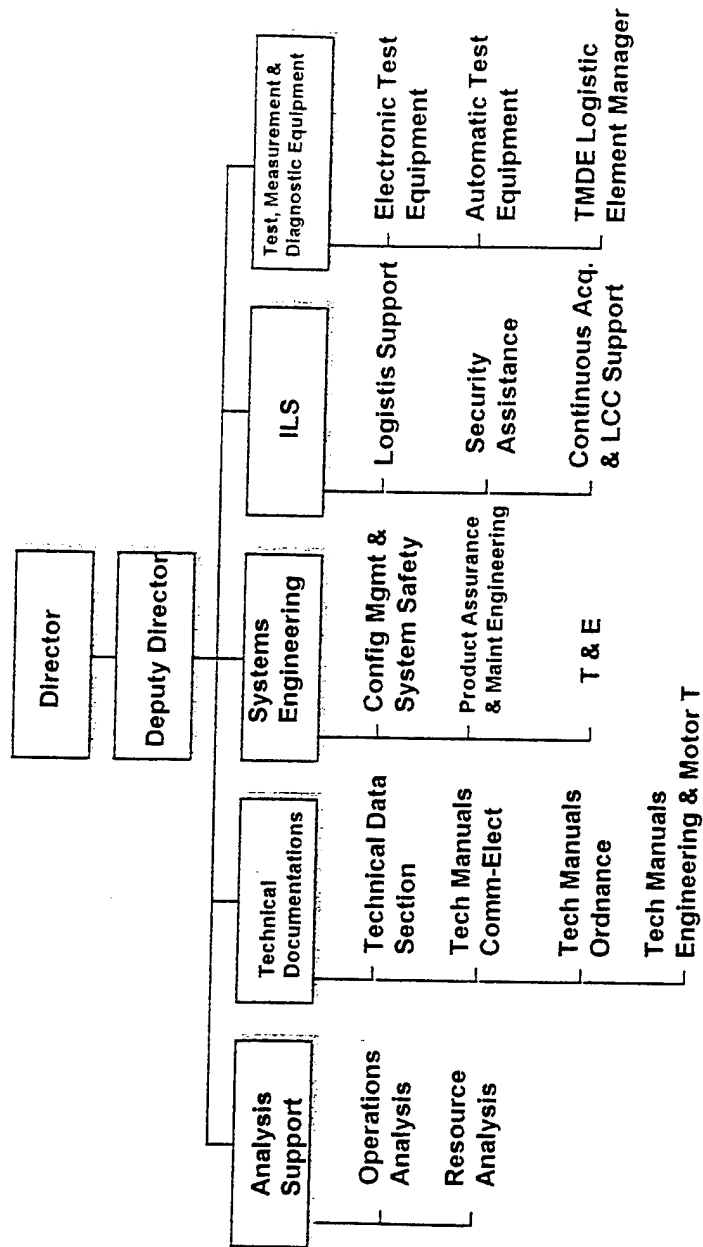 Director
Deputy Director
Analysis
Support
Operations
Analysis
Resource
Analysis
Technical
Documentations
Technical Data
Section
Tech Manuals
Comm-Elect
Tech Manuals
Ordnance
Tech Manuals
Engineering & Motor T
Systems
Engineering
Config Mgmt &
System Safety
Product Assurance
& Maint Engineering
T & E
ILS
Logistis Support
Security
Assistance
Continuous Acq.
& LCC Support
Test, Measurement &
Diagnostic Equipment
Electronic Test
Equipment
Automatic Test
Equipment
TMDE Logistic
Element Manager